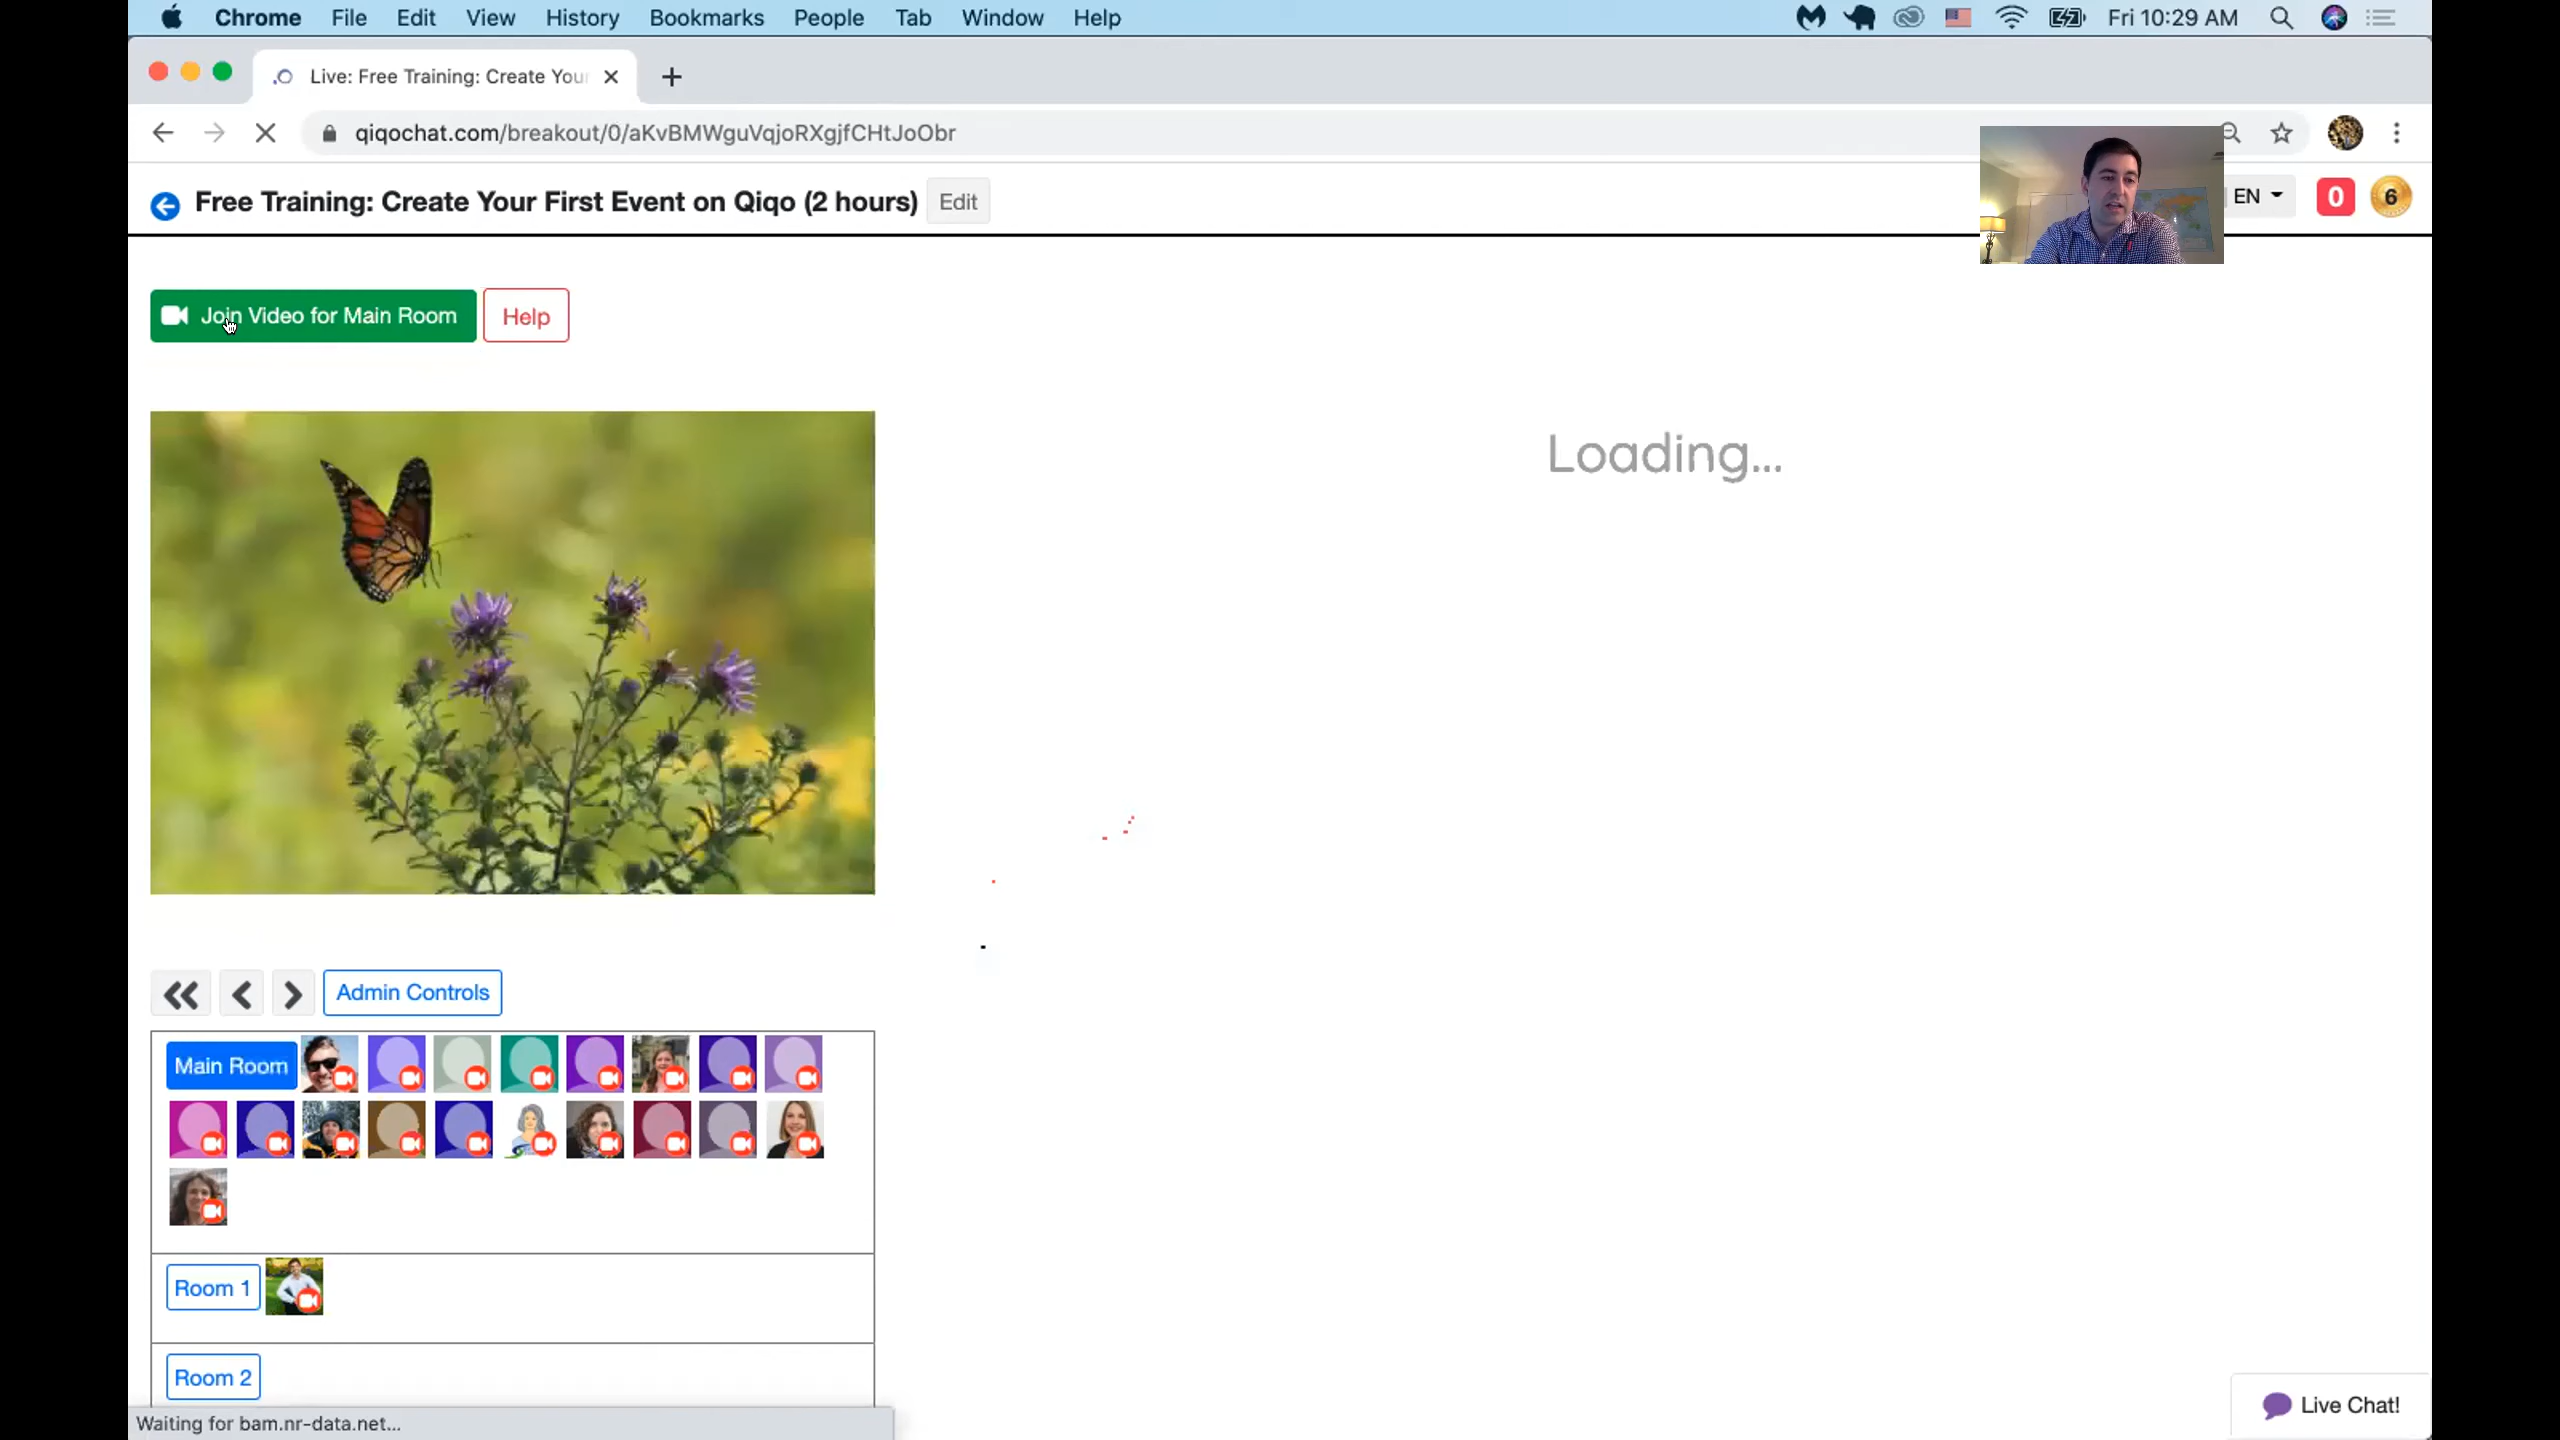 Chrome File Edit View History Bookmarks People Tab Window Help Fri 10:29 AM
Live: Free Training: Create Your
qiqochat.com/breakout/0/aKvBMWguVqjoRXgjfCHtJoObr
Free Training: Create Your First Event on Qiqo (2 hours) Edit EN 0 6
Join Video for Main Room Help
Loading...
Admin Controls
Main Room
Room 1
Room 2
Waiting for bam.nr-data.net...
Live Chat!